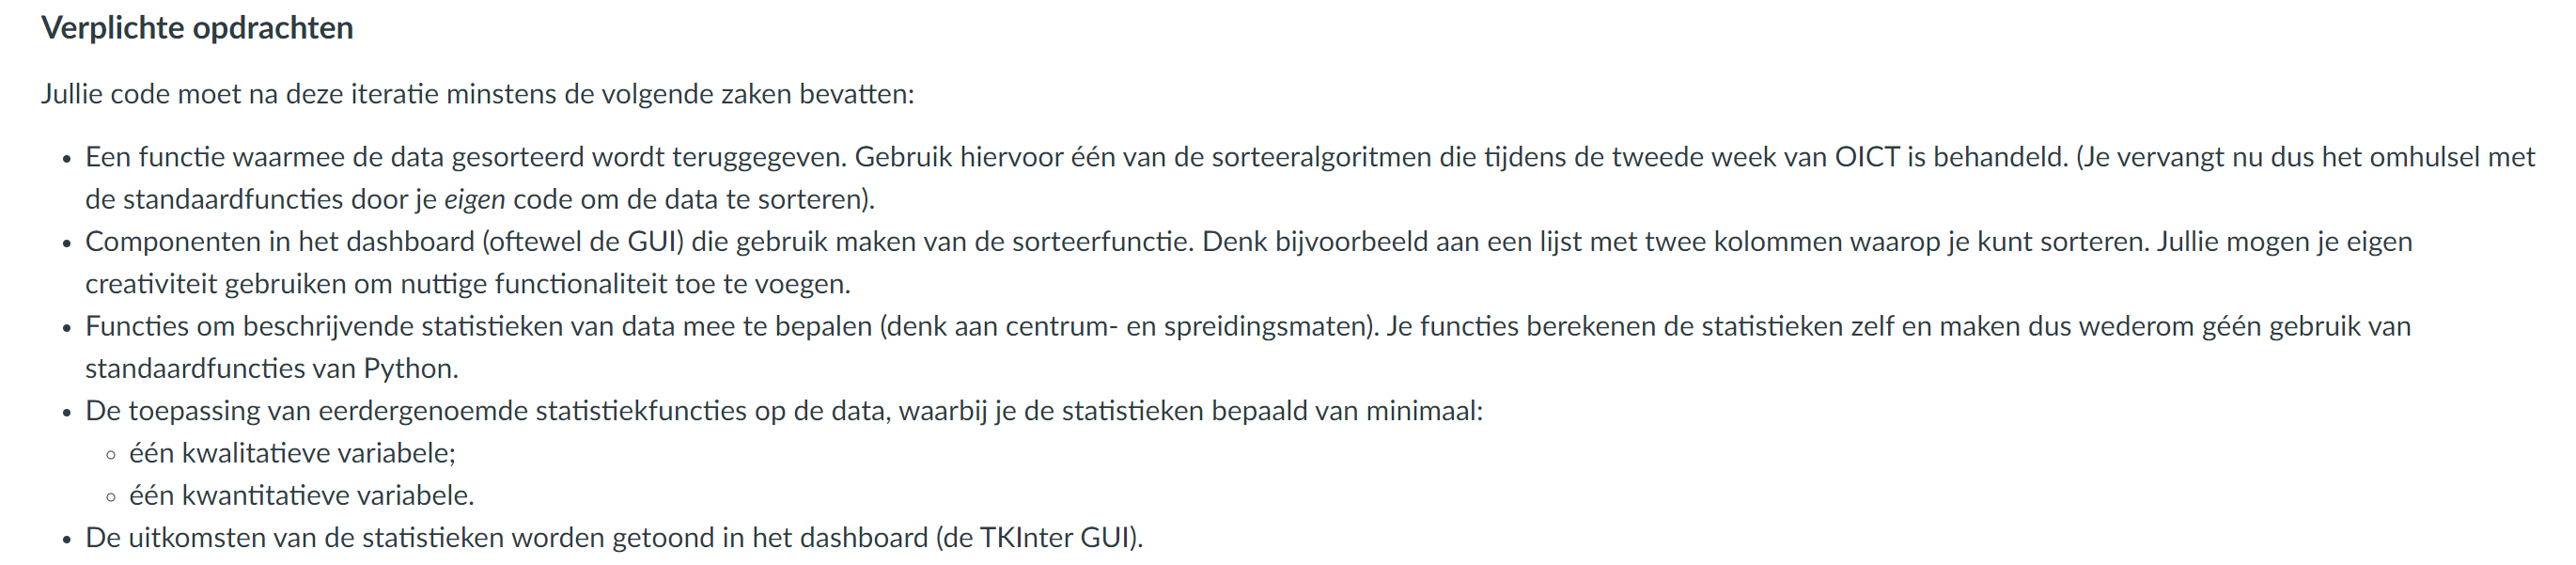 Verplichte opdrachten
Jullie code moet na deze iteratie minstens de volgende zaken bevatten:
• Een functie waarmee de data gesorteerd wordt teruggegeven. Gebruik hiervoor één van de sorteeralgoritmen die tijdens de tweede week van OICT is behandeld. (Je vervangt nu dus het omhulsel met
de standaardfuncties door je eigen code om de data te sorteren).
• Componenten in het dashboard (oftewel de GUI) die gebruik maken van de sorteerfunctie. Denk bijvoorbeeld aan een lijst met twee kolommen waarop je kunt sorteren. Jullie mogen je eigen
creativiteit gebruiken om nuttige functionaliteit toe te voegen.
• Functies om beschrijvende statistieken van data mee te bepalen (denk aan centrum- en spreidingsmaten). Je functies berekenen de statistieken zelf en maken dus wederom géén gebruik van
standaardfuncties van Python.
• De toepassing van eerdergenoemde statistiekfuncties op de data, waarbij je de statistieken bepaald van minimaal:
◦ één kwalitatieve variabele;
◦ één kwantitatieve variabele.
• De uitkomsten van de statistieken worden getoond in het dashboard (de TKInter GUI).